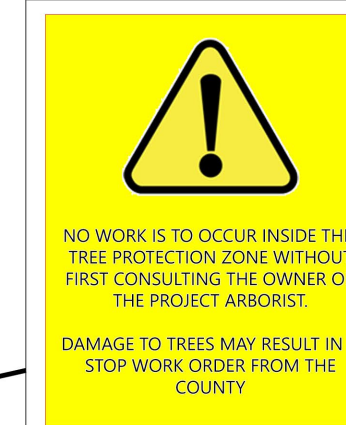 NO WORK IS TO OCCUR INSIDE THE
TREE PROTECTION ZONE WITHOUT
FIRST CONSULTING THE OWNER O
THE PROJECT ARBORIST.
DAMAGE TO TREES MAY RESULT IN
STOP WORK ORDER FROM THE
COUNTY